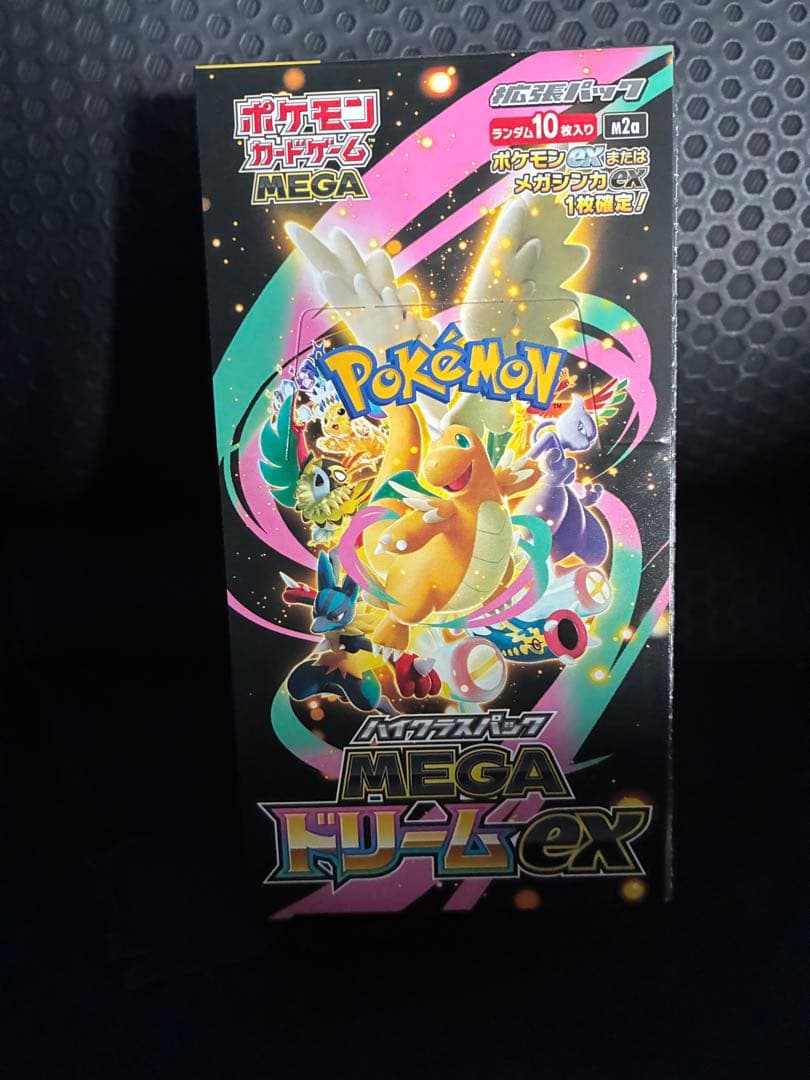 ポケモン
カードゲーム™
MEGA
拡張パック
ランダム10枚入り
M2a
ポケモンexまたは
メガシンカex
1枚確定!
POKÉMON
™
ハイクラスパック
MEGA
ドリームex